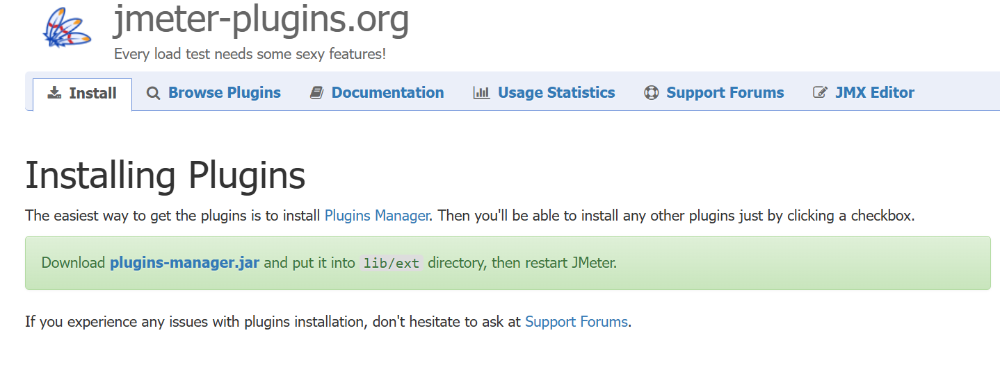 jmeter-plugins.org
Every load test needs some sexy features!
Install Browse Plugins Documentation Usage Statistics Support Forums JMX Editor
Installing Plugins
The easiest way to get the plugins is to install Plugins Manager. Then you'll be able to install any other plugins just by clicking a checkbox.
Download plugins-manager.jar and put it into lib/ext directory, then restart JMeter.
If you experience any issues with plugins installation, don't hesitate to ask at Support Forums.